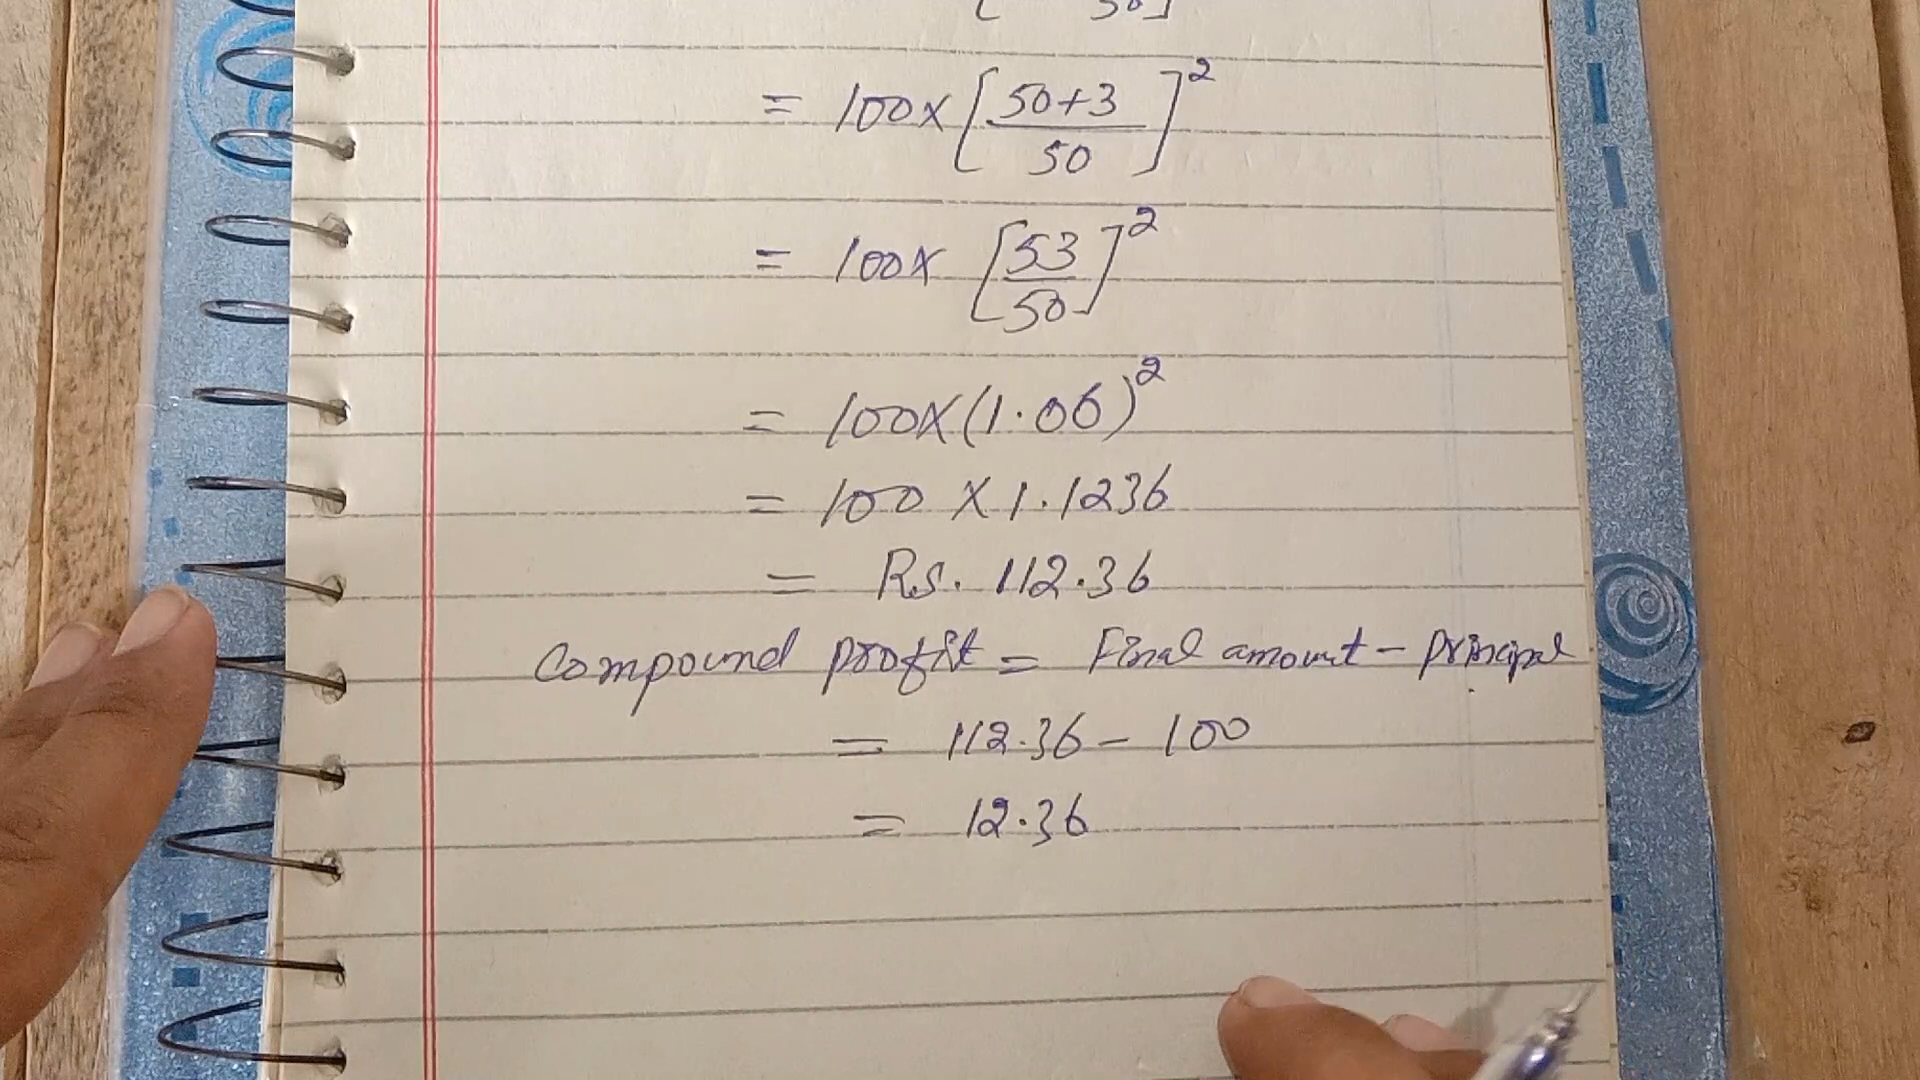 = 100x [50+3/50]²
= 100x [53/50]²
= 100x(1.06)²
= 100 x 1.1236
= Rs. 112.36
Compound profit = Final amount - principal
= 112.36 - 100
= 12.36